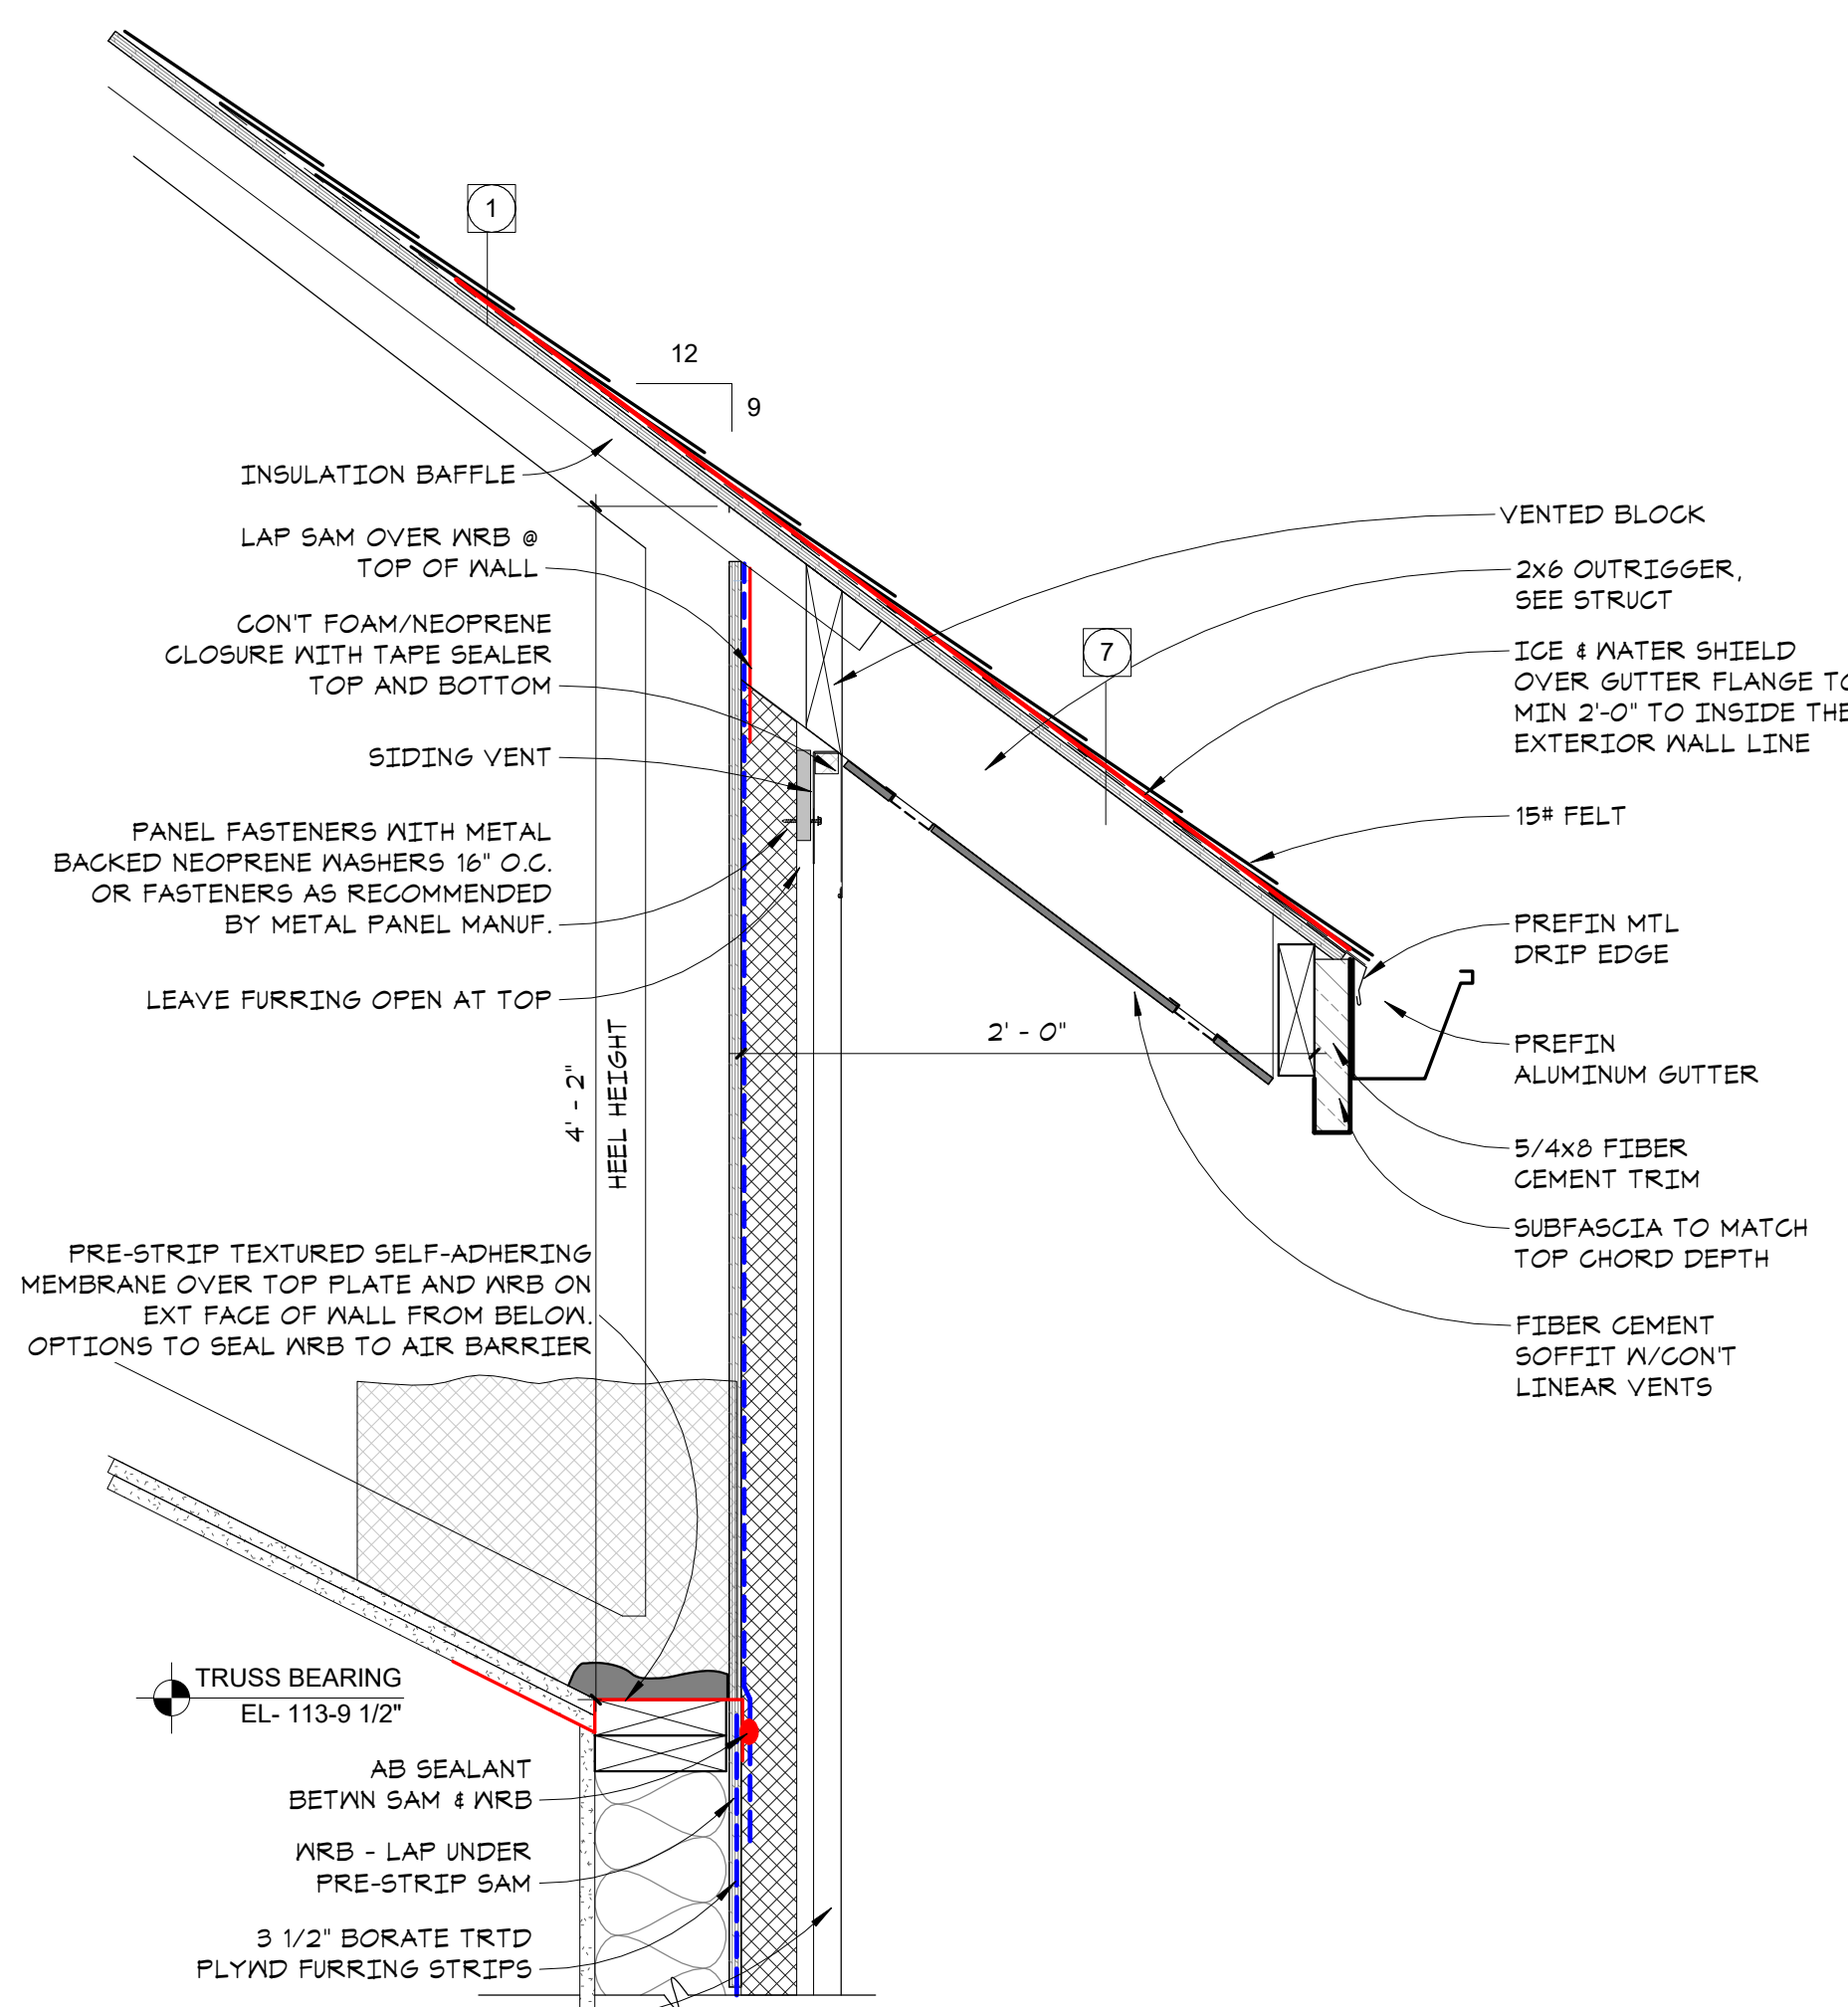 1
12
9
INSULATION BAFFLE
LAP SAM OVER WRB @
TOP OF WALL
CON'T FOAM/NEOPRENE
CLOSURE WITH TAPE SEALER
TOP AND BOTTOM
SIDING VENT
PANEL FASTENERS WITH METAL
BACKED NEOPRENE WASHERS 16" O.C.
OR FASTENERS AS RECOMMENDED
BY METAL PANEL MANUF.
LEAVE FURRING OPEN AT TOP
4' - 2"
HEEL HEIGHT
PRE-STRIP TEXTURED SELF-ADHERING
MEMBRANE OVER TOP PLATE AND WRB ON
EXT FACE OF WALL FROM BELOW.
OPTIONS TO SEAL WRB TO AIR BARRIER
TRUSS BEARING
EL- 113-9 1/2"
AB SEALANT
BETWN SAM & WRB
WRB - LAP UNDER
PRE-STRIP SAM
3 1/2" BORATE TRTD
PLYWD FURRING STRIPS
2' - 0"
7
VENTED BLOCK
2x6 OUTRIGGER,
SEE STRUCT
ICE & WATER SHIELD
OVER GUTTER FLANGE TO
MIN 2'-0" TO INSIDE THE
EXTERIOR WALL LINE
15# FELT
PREFIN MTL
DRIP EDGE
PREFIN
ALUMINUM GUTTER
5/4x8 FIBER
CEMENT TRIM
SUBFASCIA TO MATCH
TOP CHORD DEPTH
FIBER CEMENT
SOFFIT W/CON'T
LINEAR VENTS